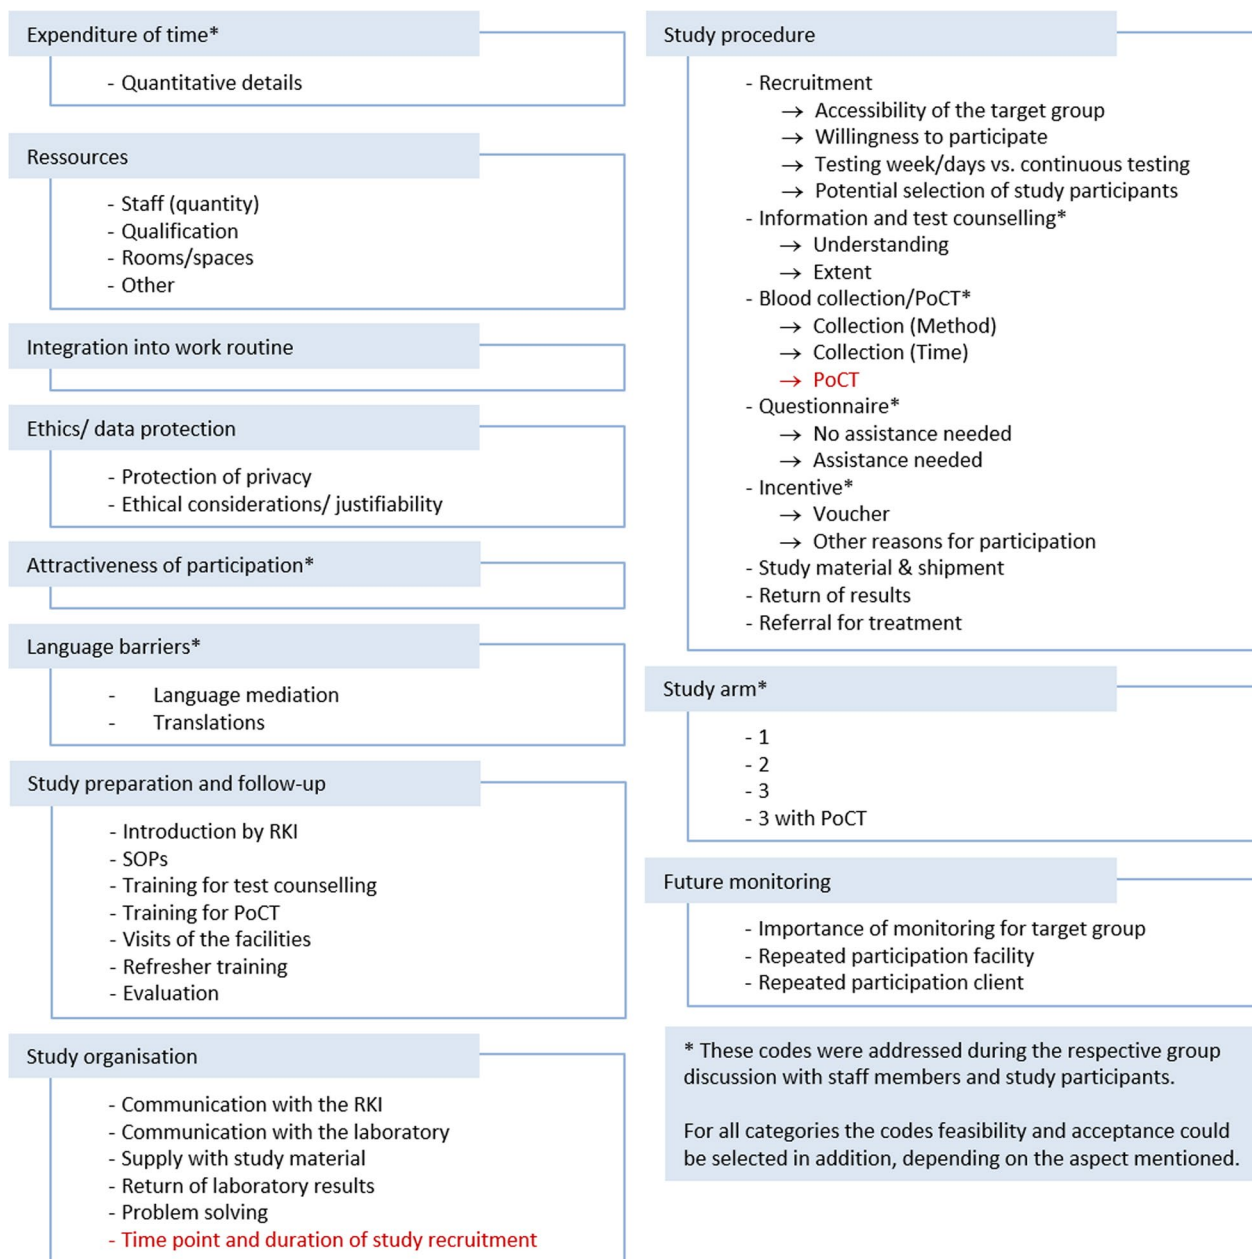 Expenditure of time*
- Quantitative details
Ressources
- Staff (quantity)
- Qualification
- Rooms/spaces
- Other
Integration into work routine
Ethics/ data protection
- Protection of privacy
- Ethical considerations/ justifiability
Attractiveness of participation*
Language barriers*
- Language mediation
- Translations
Study preparation and follow-up
- Introduction by RKI
- SOPs
- Training for test counselling
- Training for PoCT
- Visits of the facilities
- Refresher training
- Evaluation
Study organisation
- Communication with the RKI
- Communication with the laboratory
- Supply with study material
- Return of laboratory results
- Problem solving
- Time point and duration of study recruitment
Study procedure
- Recruitment
→ Accessibility of the target group
→ Willingness to participate
→ Testing week/days vs. continuous testing
→ Potential selection of study participants
- Information and test counselling*
→ Understanding
→ Extent
- Blood collection/PoCT*
→ Collection (Method)
→ Collection (Time)
→ PoCT
- Questionnaire*
→ No assistance needed
→ Assistance needed
- Incentive*
→ Voucher
→ Other reasons for participation
- Study material & shipment
- Return of results
- Referral for treatment
Study arm*
- 1
- 2
- 3
- 3 with PoCT
Future monitoring
- Importance of monitoring for target group
- Repeated participation facility
- Repeated participation client
* These codes were addressed during the respective group
discussion with staff members and study participants.
For all categories the codes feasibility and acceptance could
be selected in addition, depending on the aspect mentioned.